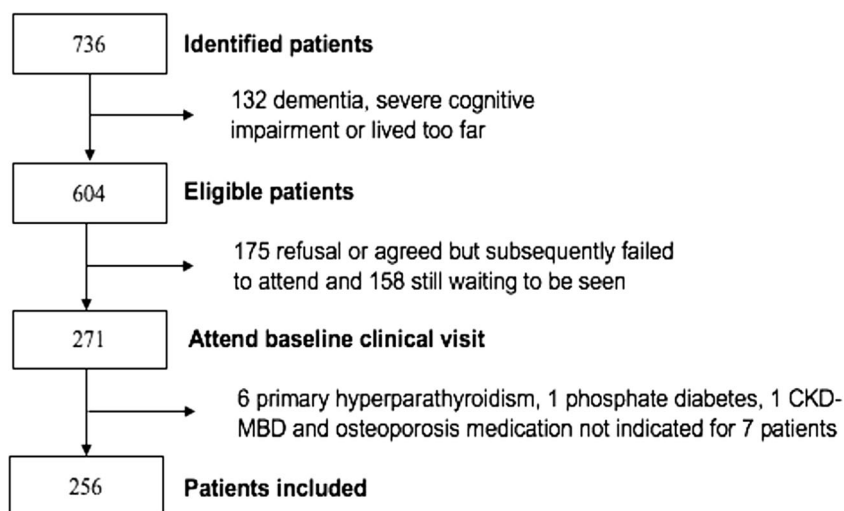 736
Identified patients
132 dementia, severe cognitive
impairment or lived too far
604
Eligible patients
175 refusal or agreed but subsequently failed
to attend and 158 still waiting to be seen
271
Attend baseline clinical visit
6 primary hyperparathyroidism, 1 phosphate diabetes, 1 CKD-
MBD and osteoporosis medication not indicated for 7 patients
256
Patients included